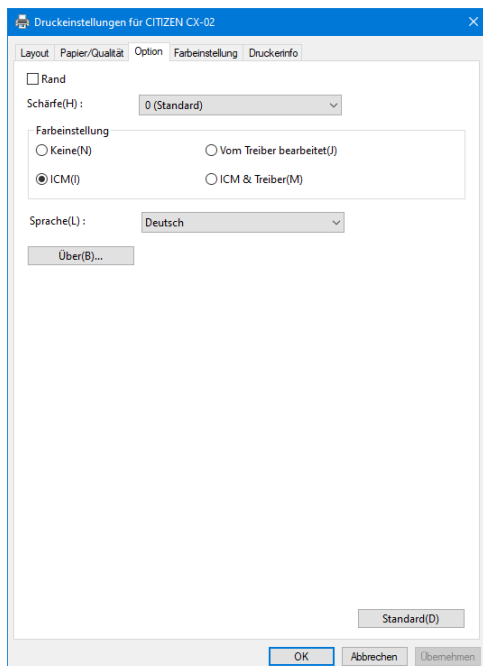 Druckeinstellungen für CITIZEN CX-02
Layout Papier/Qualität Option Farbeinstellung Druckerinfo
Rand
Schärfe(H) : 0 (Standard)
Farbeinstellung
Keine(N) Vom Treiber bearbeitet(J)
ICM(I) ICM & Treiber(M)
Sprache(L) : Deutsch
Über(B)...
Standard(D)
OK Abbrechen Übernehmen